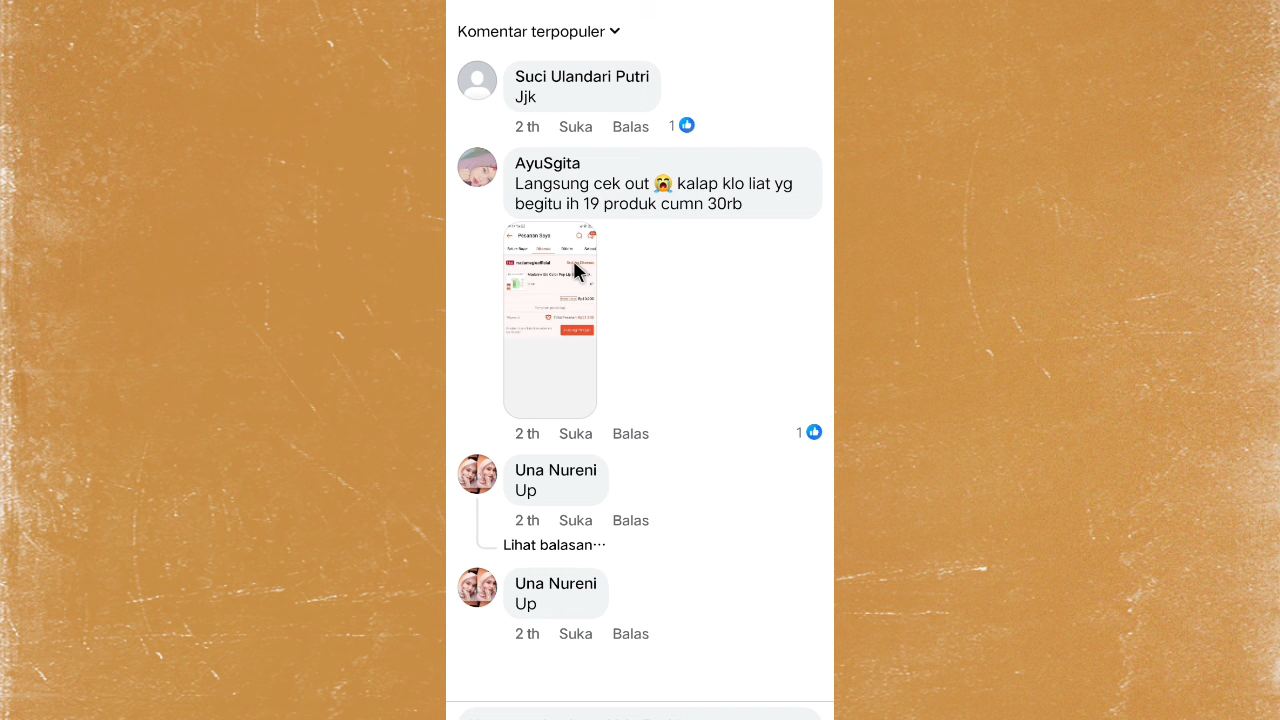 Komentar terpopuler
Suci Ulandari Putri
Jjk
2 th Suka Balas 1
AyuSgita
Langsung cek out 😭 kalap klo liat yg
begitu ih 19 produk cumn 30rb
Pesanan Saya
2 th Suka Balas 1
Una Nureni
Up
2 th Suka Balas
Lihat balasan...
Una Nureni
Up
2 th Suka Balas